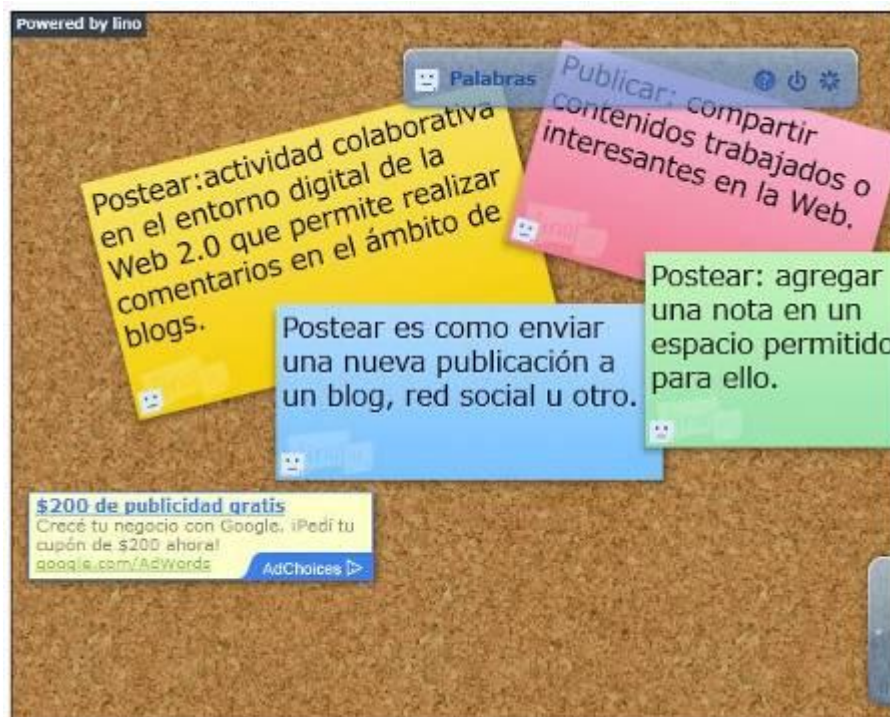 Powered by lino
Palabras
Postear:actividad colaborativa
en el entorno digital de la
Web 2.0 que permite realizar
comentarios en el ámbito de
blogs.
Publicar: compartir
contenidos trabajados o
interesantes en la Web.
Postear es como enviar
una nueva publicación a
un blog, red social u otro.
Postear: agregar
una nota en un
espacio permitido
para ello.
$200 de publicidad gratis
Crecé tu negocio con Google. ¡Pedí tu
cupón de $200 ahora!
google.com/AdWords
AdChoices